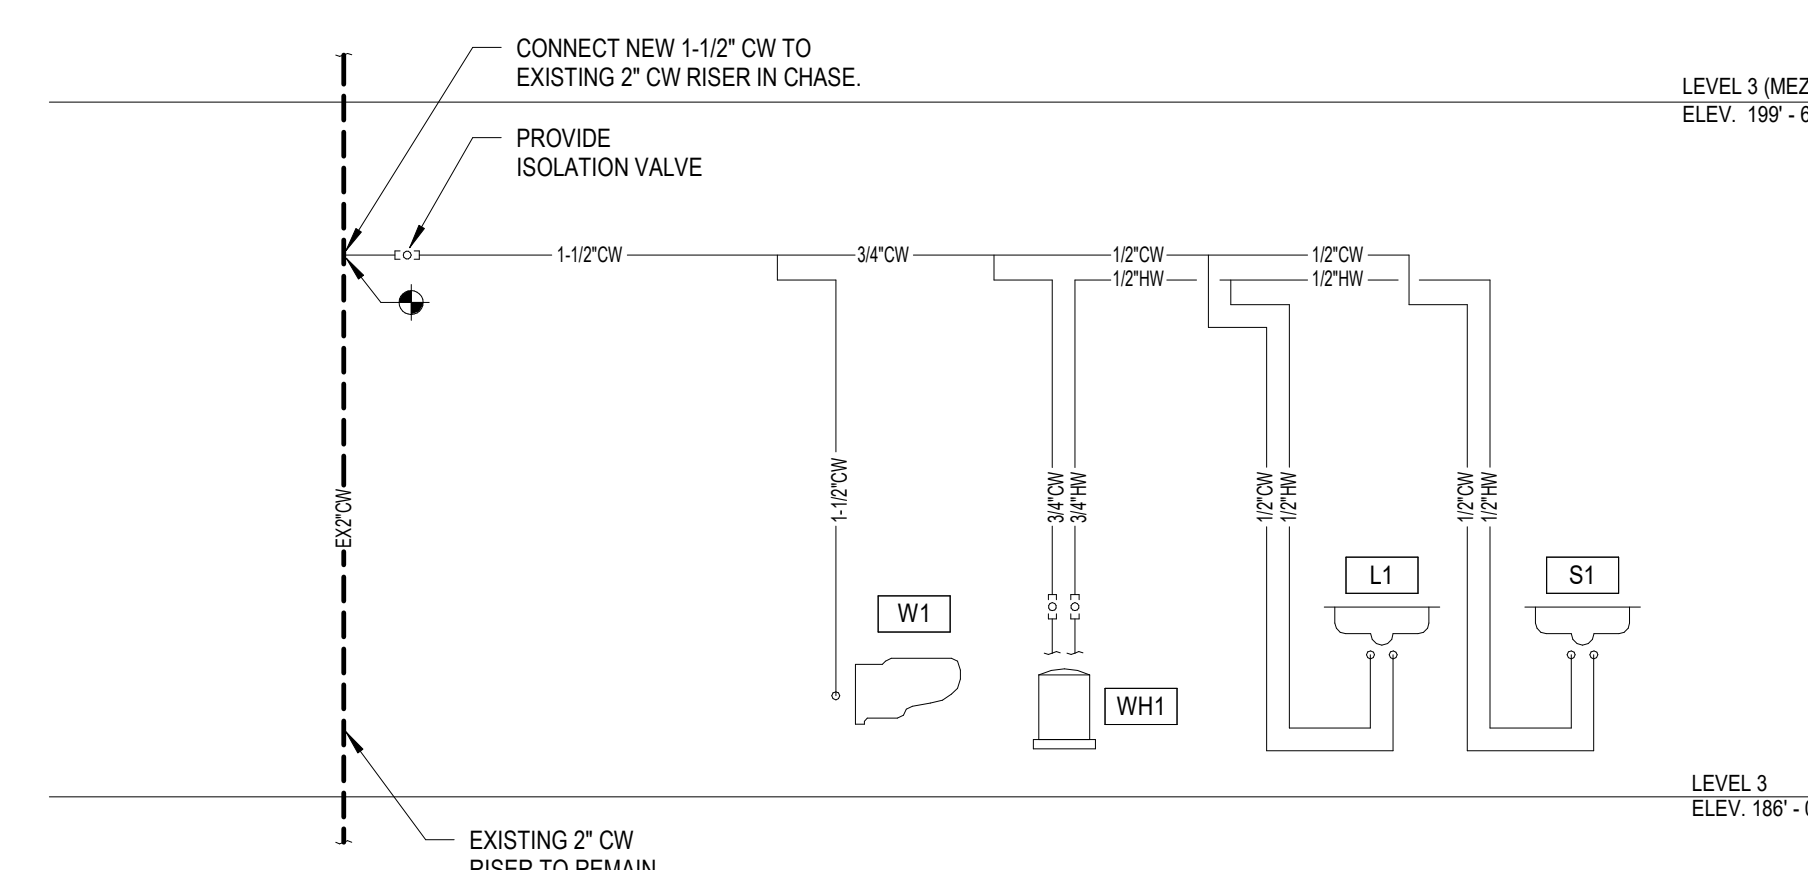 CONNECT NEW 1-1/2" CW TO
EXISTING 2" CW RISER IN CHASE.
LEVEL 3 (MEZ
ELEV. 199' - 6
PROVIDE
ISOLATION VALVE
1-1/2"CW
3/4"CW
1/2"CW
1/2"CW
1/2"HW
1/2"HW
EX2"CW
1-1/2"CW
3/4"CW
3/4"HW
1/2"CW
1/2"HW
1/2"CW
1/2"HW
L1
S1
W1
WH1
LEVEL 3
ELEV. 186' - 0
EXISTING 2" CW
RISER TO REMAIN